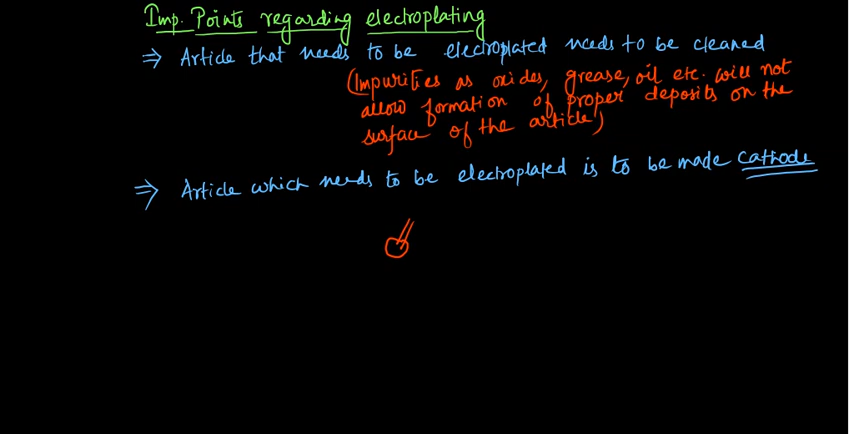 Imp. Points regarding electroplating
⇒ Article that needs to be electroplated needs to be cleaned
(Impurities as oxides, grease, oil etc. will not
allow formation of proper deposits on the
surface of the article)
⇒ Article which needs to be electroplated is to be made Cathode